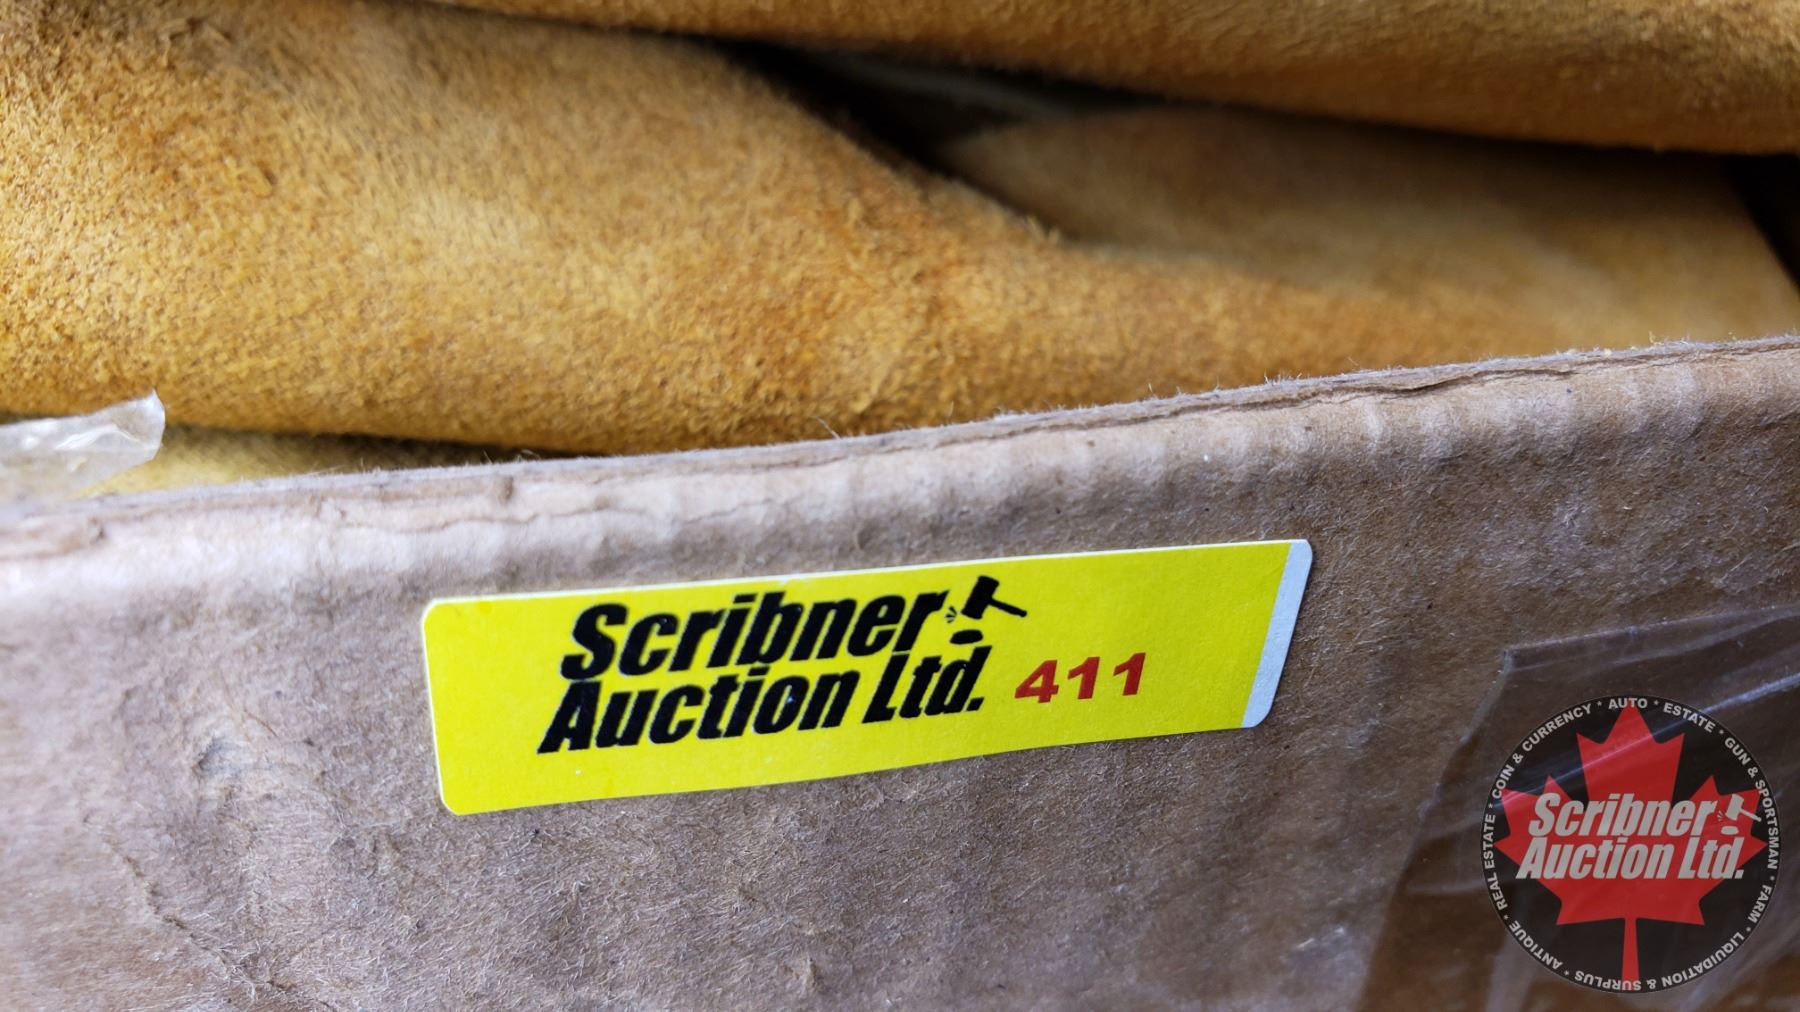 Scribner
Auction Ltd. 411
REAL ESTATE * COIN & CURRENCY * AUTO * ESTATE * GUN & SPORTSMAN * FARM * LIQUIDATION & SURPLUS * ANTIQUE *
Scribner
Auction Ltd.